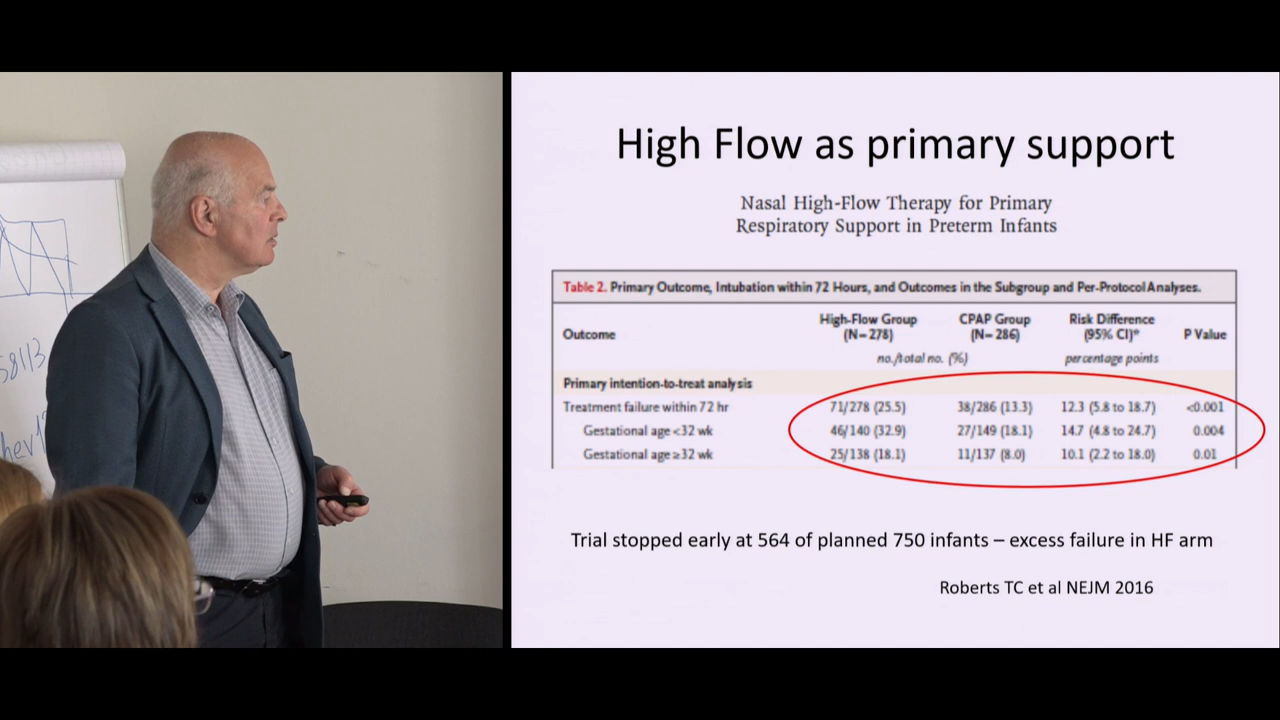 58113
High Flow as primary support
Nasal High-Flow Therapy for Primary
Respiratory Support in Preterm Infants
Table 2. Primary Outcome, Intubation within 72 Hours, and Outcomes in the Subgroup and Per-Protocol Analyses.
Outcome High-Flow Group (N=278) CPAP Group (N=286) Risk Difference (95% CI)* P Value
no./total no. (%) percentage points
Primary intention-to-treat analysis
Treatment failure within 72 hr 71/278 (25.5) 38/286 (13.3) 12.3 (5.8 to 18.7) <0.001
Gestational age <32 wk 46/140 (32.9) 27/149 (18.1) 14.7 (4.8 to 24.7) 0.004
Gestational age ≥32 wk 25/138 (18.1) 11/137 (8.0) 10.1 (2.2 to 18.0) 0.01
Trial stopped early at 564 of planned 750 infants – excess failure in HF arm
Roberts TC et al NEJM 2016